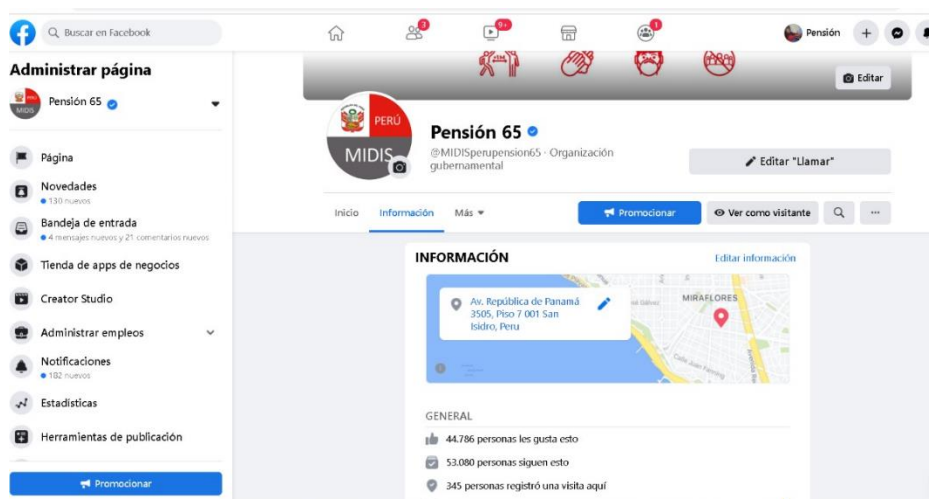 Buscar en Facebook
3
9+
1
Pensión
Administrar página
Pensión 65
MIDIS
Página
Novedades
130 nuevos
Bandeja de entrada
4 mensajes nuevos y 21 comentarios nuevos
Tienda de apps de negocios
Creator Studio
Administrar empleos
Notificaciones
182 nuevos
Estadísticas
Herramientas de publicación
Promocionar
Editar
PERÚ
MIDIS
Pensión 65
@MIDISperupension65 · Organización
gubernamental
Editar "Llamar"
Inicio
Información
Más
Promocionar
Ver como visitante
INFORMACIÓN
Editar información
Av. República de Panamá
3505, Piso 7 001 San
Isidro, Peru
MIRAFLORES
GENERAL
44.786 personas les gusta esto
53.080 personas siguen esto
345 personas registró una visita aquí